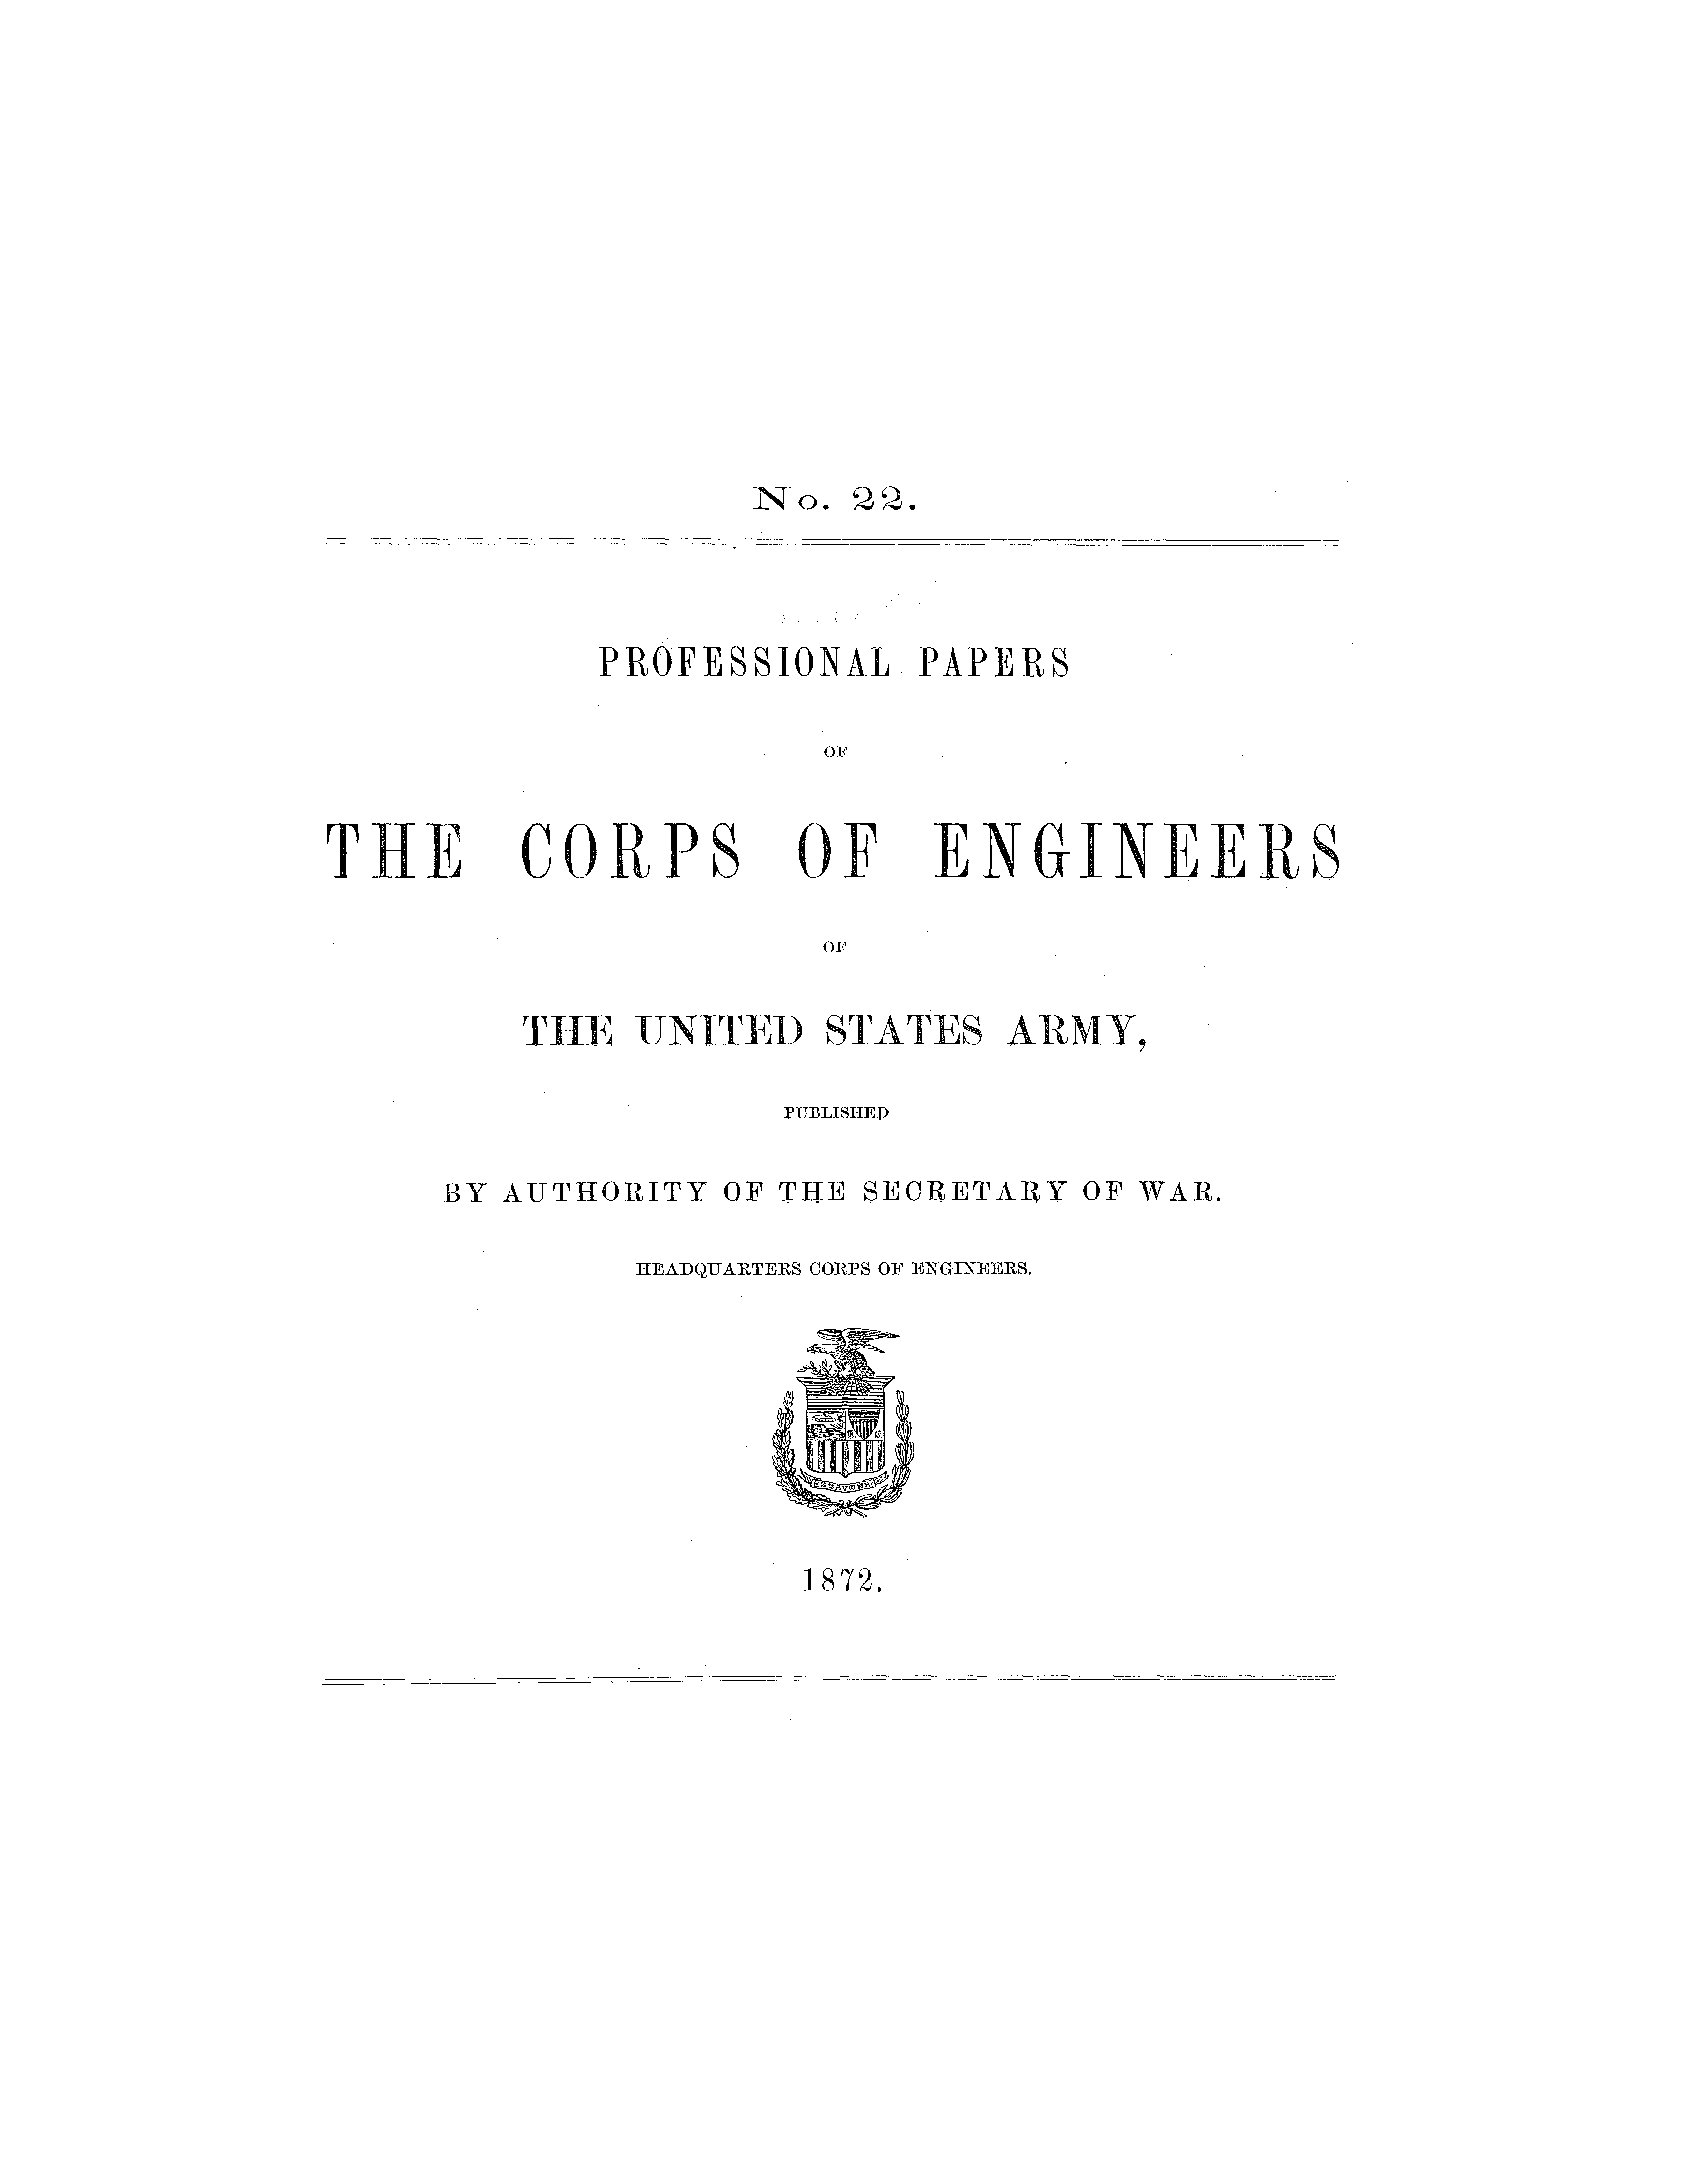 No. 22.
PROFESSIONAL PAPERS
OF
THE CORPS OF ENGINEERS
OF
THE UNITED STATES ARMY,
PUBLISHED
BY AUTHORITY OF THE SECRETARY OF WAR.
HEADQUARTERS CORPS OF ENGINEERS.
1872.